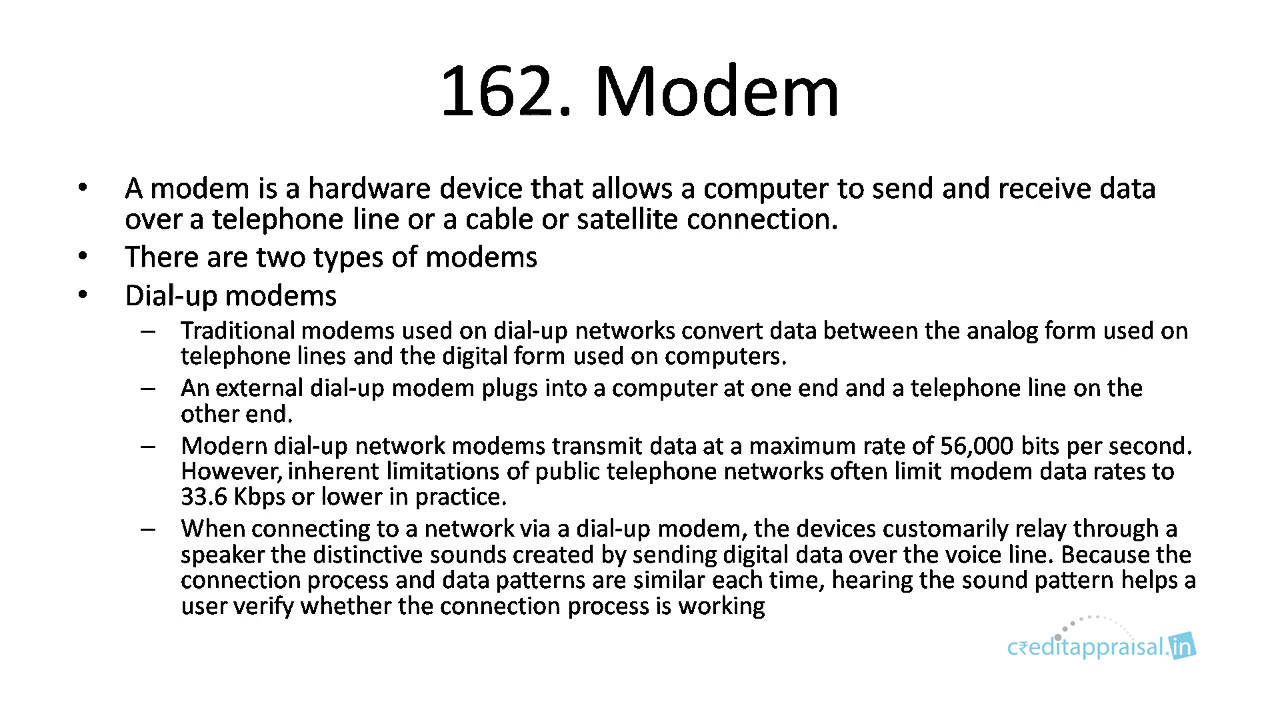 162. Modem
• A modem is a hardware device that allows a computer to send and receive data
over a telephone line or a cable or satellite connection.
• There are two types of modems
• Dial-up modems
– Traditional modems used on dial-up networks convert data between the analog form used on
telephone lines and the digital form used on computers.
– An external dial-up modem plugs into a computer at one end and a telephone line on the
other end.
– Modern dial-up network modems transmit data at a maximum rate of 56,000 bits per second.
However, inherent limitations of public telephone networks often limit modem data rates to
33.6 Kbps or lower in practice.
– When connecting to a network via a dial-up modem, the devices customarily relay through a
speaker the distinctive sounds created by sending digital data over the voice line. Because the
connection process and data patterns are similar each time, hearing the sound pattern helps a
user verify whether the connection process is working
c₹editappraisal.in